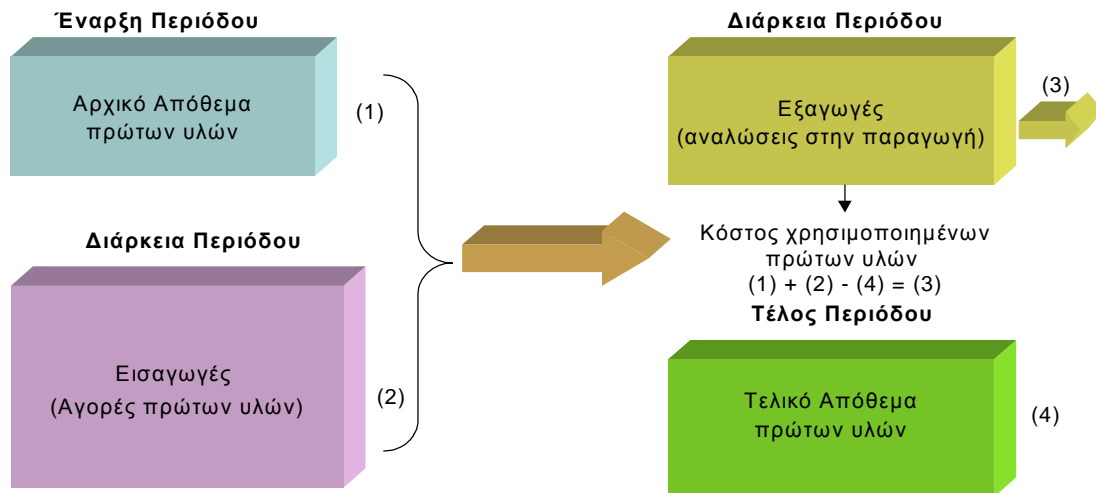 Έναρξη Περιόδου
Αρχικό Απόθεμα
πρώτων υλών
(1)
Διάρκεια Περιόδου
Εισαγωγές
(Αγορές πρώτων υλών)
(2)
Διάρκεια Περιόδου
Εξαγωγές
(αναλώσεις στην παραγωγή)
(3)
Κόστος χρησιμοποιημένων
πρώτων υλών
(1) + (2) - (4) = (3)
Τέλος Περιόδου
Τελικό Απόθεμα
πρώτων υλών
(4)